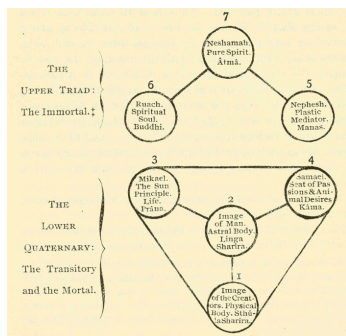 7
Neshamah.
Pure Spirit.
Âtmâ.
THE
UPPER TRIAD:
The Immortal.‡
6
Ruach.
Spiritual
Soul.
Buddhi.
5
Nephesh.
Plastic
Mediator.
Manas.
3
Mikael.
The Sun
Principle.
Life.
Prâna.
4
Samael.
Seat of Pas
sions & Ani
mal Desires
Kâma.
2
Image
of Man.
Astral Body.
Linga
Sharîra.
THE
LOWER
QUATERNARY:
The Transitory
and the Mortal.
1
Image
of the Creat-
ors. Physical
Body. Sthû-
la Sharîra.